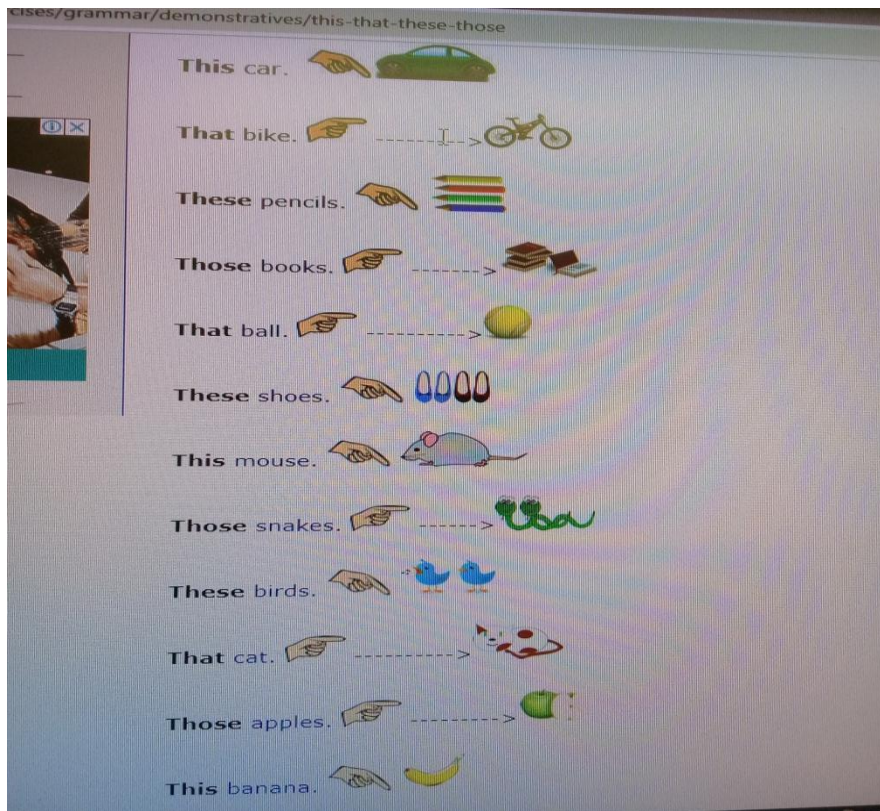 cises/grammar/demonstratives/this-that-these-those
This car.
That bike. ---------->
These pencils.
Those books. ------->
That ball. ----------->
These shoes.
This mouse.
Those snakes. ------>
These birds.
That cat. ----------->
Those apples. --------->
This banana.